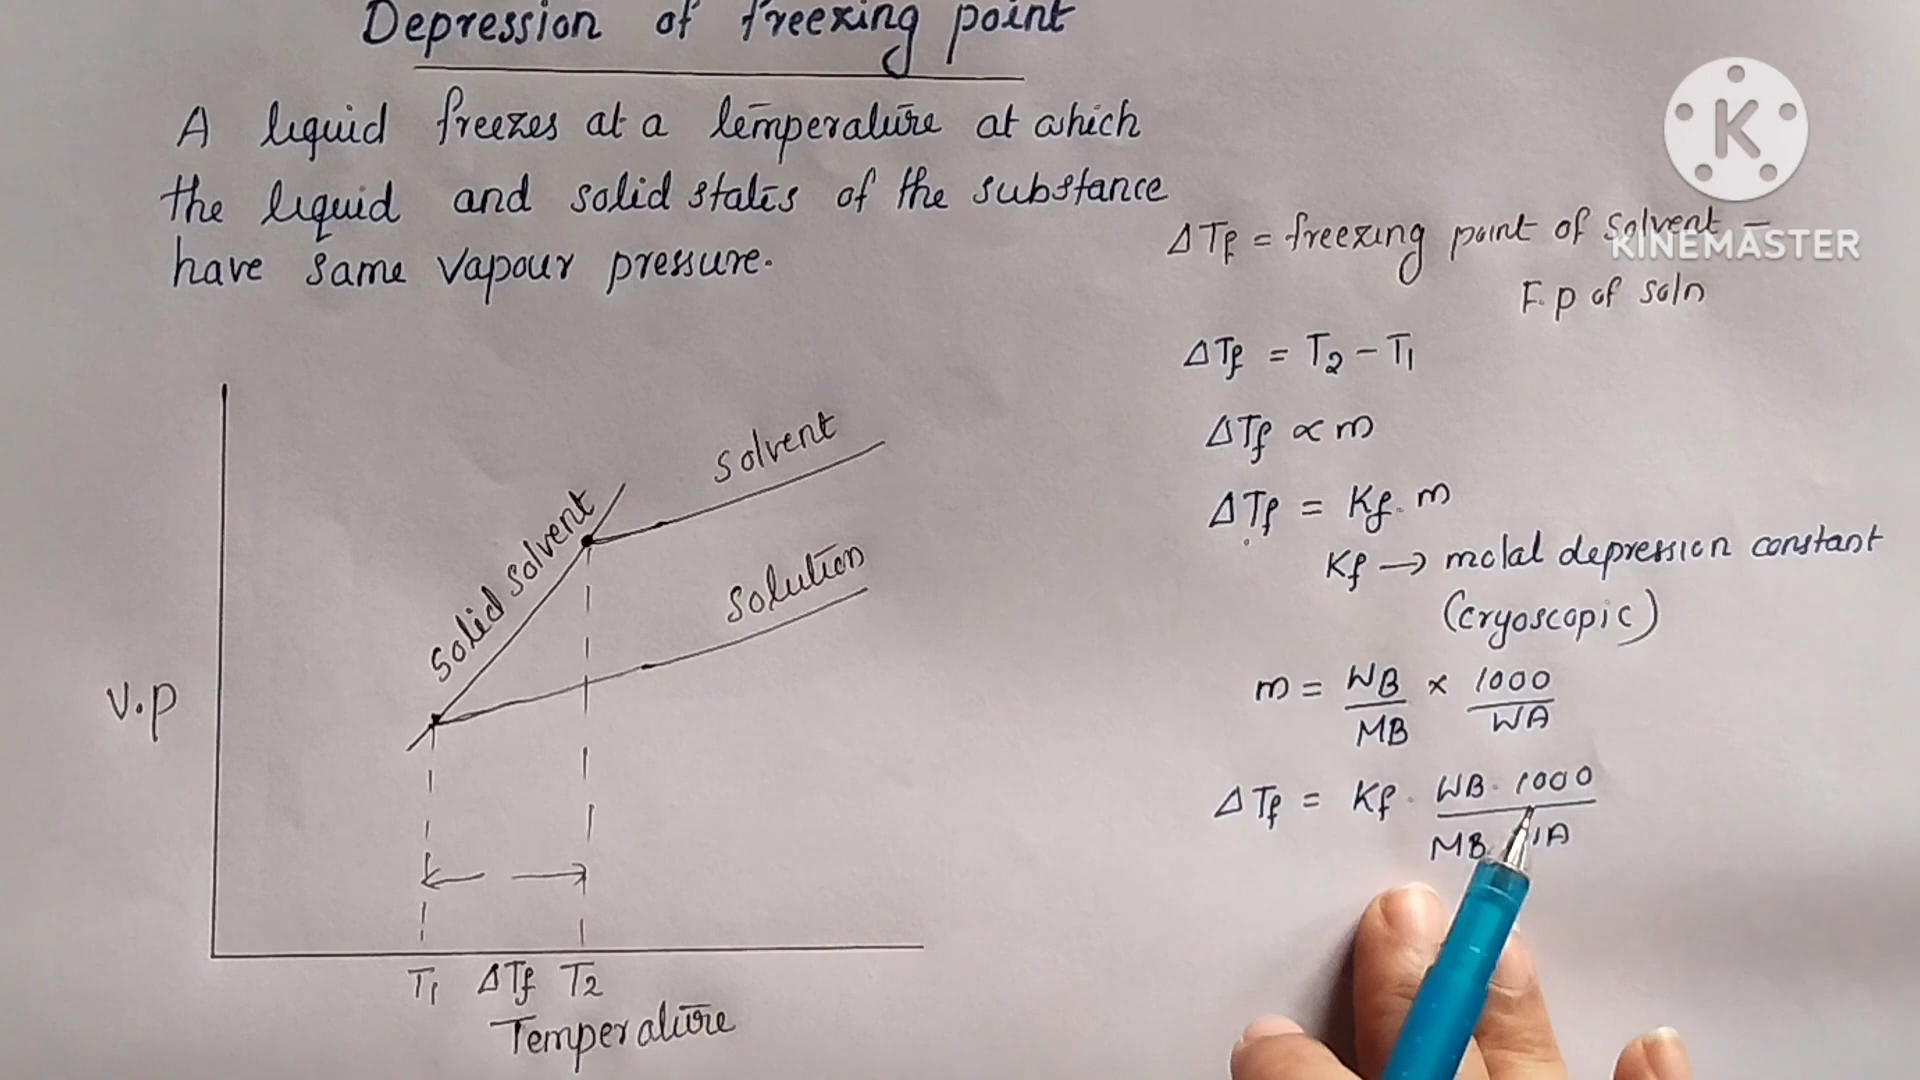 Depression of freezing point
A liquid freezes at a temperature at which
the liquid and solid states of the substance
have same vapour pressure.
K
KINEMASTER
ΔTf = freezing point of solvent –
F.p of soln
ΔTf = T2 – T1
ΔTf ∝ m
ΔTf = Kf. m
Kf → molal depression constant
(cryoscopic)
m = WB/MB × 1000/WA
ΔTf = Kf . WB . 1000 / MB
solvent
solid solvent
solution
V.p
T1 ΔTf T2
Temperature